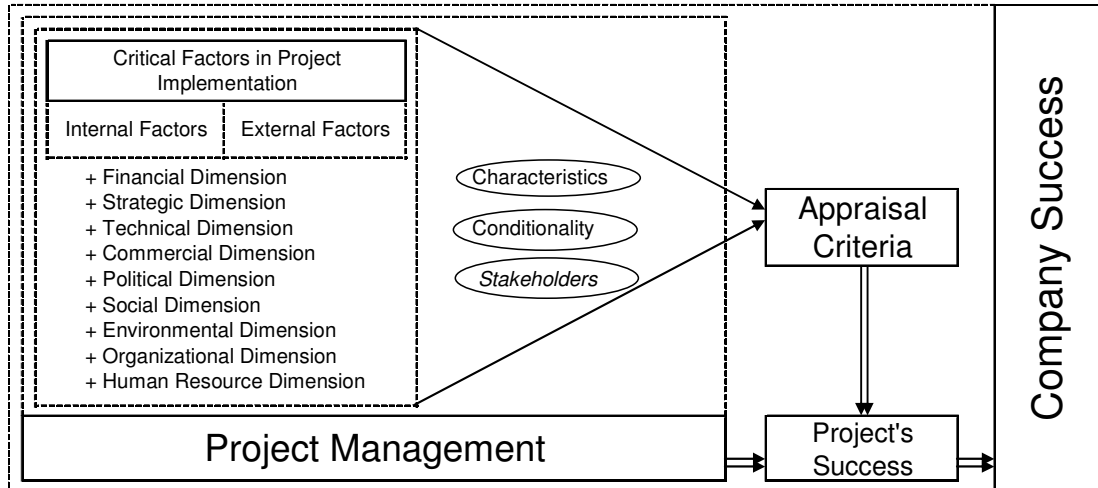 Critical Factors in Project
Implementation
Internal Factors
External Factors
+ Financial Dimension
+ Strategic Dimension
+ Technical Dimension
+ Commercial Dimension
+ Political Dimension
+ Social Dimension
+ Environmental Dimension
+ Organizational Dimension
+ Human Resource Dimension
Characteristics
Conditionality
Stakeholders
Appraisal
Criteria
Project Management
Project's
Success
Company Success